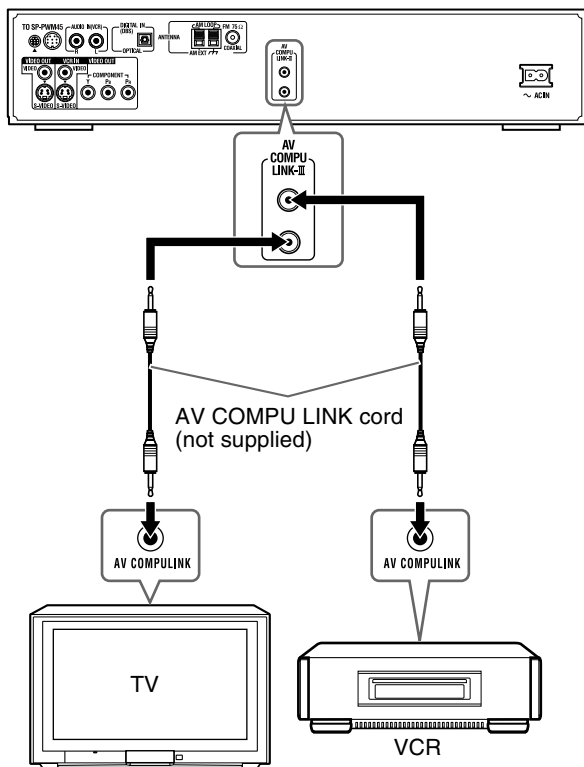 TO SP-PWM45
AUDIO IN(VCR)
R
L
DIGITAL IN
(DBS)
OPTICAL
ANTENNA
AM LOOP
AM EXT
FM 75Ω
COAXIAL
VIDEO OUT
VCR IN
VIDEO OUT
VIDEO
VIDEO
S-VIDEO
S-VIDEO
COMPONENT
Y
PB
PR
AV
COMPU
LINK-III
~ AC IN
AV
COMPU
LINK-III
AV COMPU LINK cord
(not supplied)
AV COMPULINK
AV COMPULINK
TV
VCR